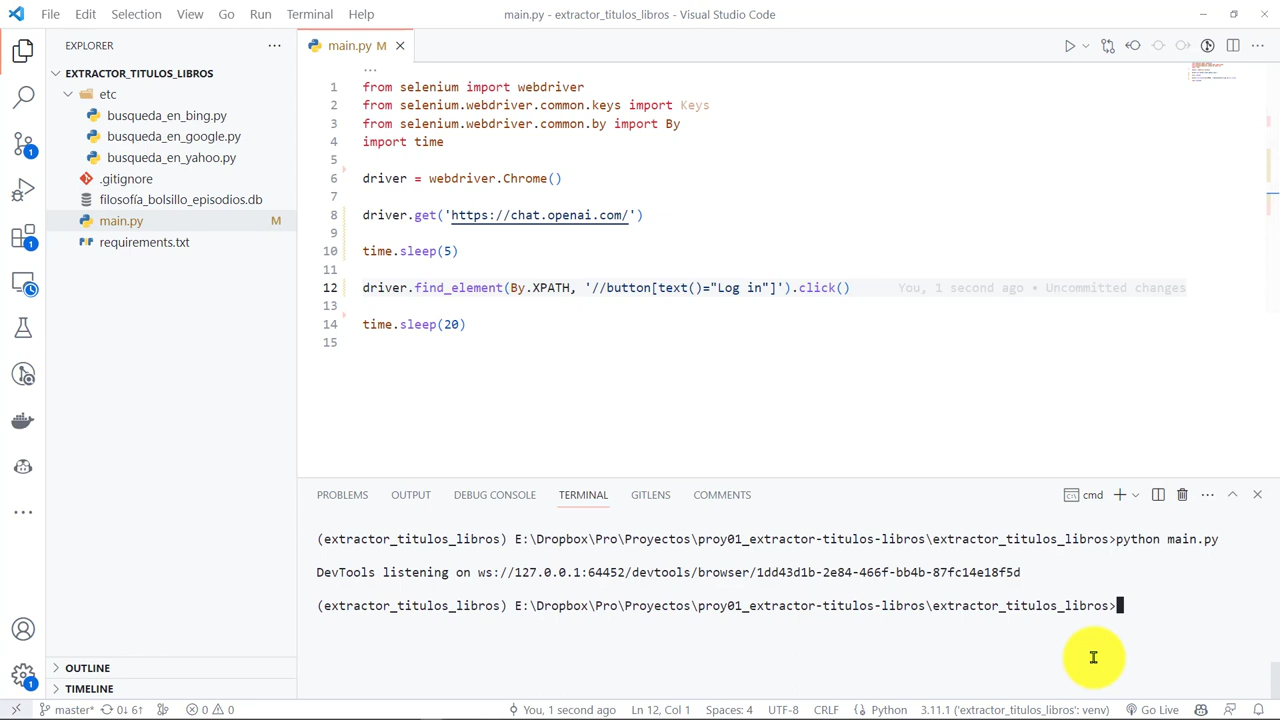 File Edit Selection View Go Run Terminal Help
main.py - extractor_titulos_libros - Visual Studio Code
EXPLORER
EXTRACTOR_TITULOS_LIBROS
etc
busqueda_en_bing.py
busqueda_en_google.py
busqueda_en_yahoo.py
.gitignore
filosofía_bolsillo_episodios.db
main.py M
requirements.txt
OUTLINE
TIMELINE
1
1
1
main.py M
1 from selenium import webdriver
2 from selenium.webdriver.common.keys import Keys
3 from selenium.webdriver.common.by import By
4 import time
5
6 driver = webdriver.Chrome()
7
8 driver.get('https://chat.openai.com/')
9
10 time.sleep(5)
11
12 driver.find_element(By.XPATH, '//button[text()="Log in"]').click() You, 1 second ago • Uncommitted changes
13
14 time.sleep(20)
15
PROBLEMS OUTPUT DEBUG CONSOLE TERMINAL GITLENS COMMENTS
cmd
(extractor_titulos_libros) E:\Dropbox\Pro\Proyectos\proy01_extractor-titulos-libros\extractor_titulos_libros>python main.py
DevTools listening on ws://127.0.0.1:64452/devtools/browser/1dd43d1b-2e84-466f-bb4b-87fc14e18f5d
(extractor_titulos_libros) E:\Dropbox\Pro\Proyectos\proy01_extractor-titulos-libros\extractor_titulos_libros>
master* 0↓ 6↑ 0 0 You, 1 second ago Ln 12, Col 1 Spaces: 4 UTF-8 CRLF Python 3.11.1 ('extractor_titulos_libros': venv) Go Live